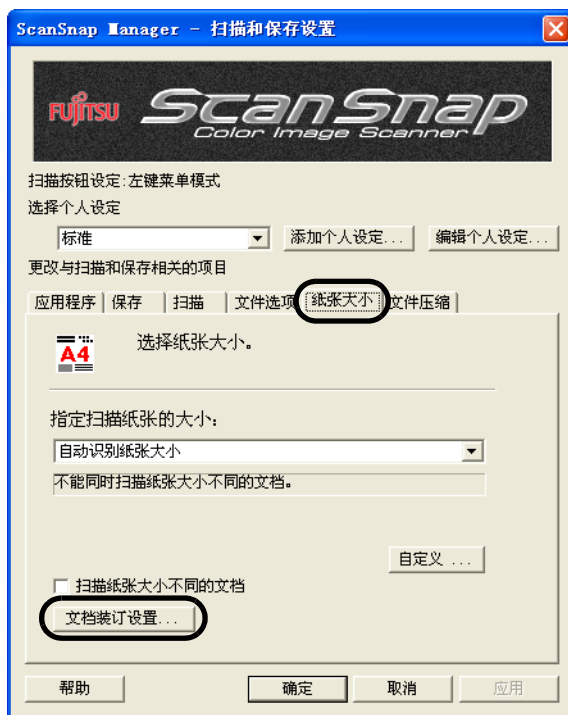 ScanSnap Manager - 扫描和保存设置
FUJITSU ScanSnap
Color Image Scanner
扫描按钮设定:左键菜单模式
选择个人设定
标准 添加个人设定... 编辑个人设定...
更改与扫描和保存相关的项目
应用程序 保存 扫描 文件选项 纸张大小 文件压缩
A4 选择纸张大小。
指定扫描纸张的大小:
自动识别纸张大小
不能同时扫描纸张大小不同的文档。
自定义 ...
扫描纸张大小不同的文档
文档装订设置...
帮助 确定 取消 应用